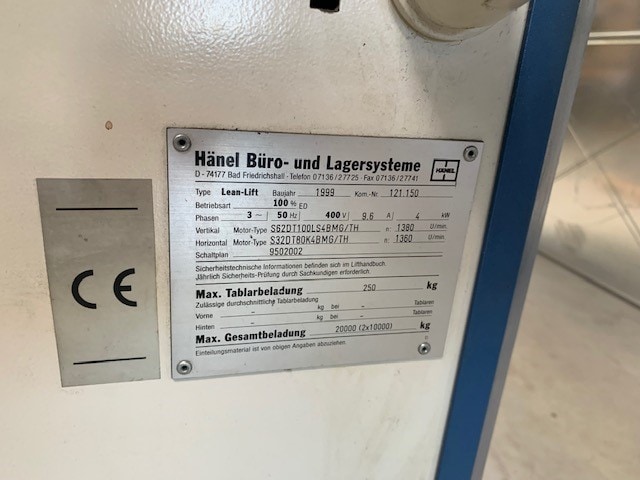 Hänel Büro- und Lagersysteme
HÄNEL
D - 74177 Bad Friedrichshall - Telefon 07136/27725 - Fax 07136/27741
Type Lean-Lift Baujahr 1999 Kom.-Nr. 121.150
Betriebsart 100% ED
Phasen 3 ~ 50 Hz 400 V 9.6 A 4 kW
Vertikal Motor-Type S62DT100LS4BMG/TH n: 1380 U/min.
Horizontal Motor-Type S32DT80K4BMG/TH n: 1360 U/min.
Schaltplan 9502002
Sicherheitstechnische Informationen befinden sich im Lifthandbuch.
Jährlich Sicherheits-Prüfung durch Sachkundigen erforderlich.
Max. Tablarbeladung 250 kg
Zulässige durchschnittliche Tablarbeladung
Vorne - kg bei - Tablaren
Hinten - kg bei - Tablaren
Max. Gesamtbeladung 20000 (2x10000) kg
Einteilungsmaterial ist von obigen Angaben abzuziehen
CE